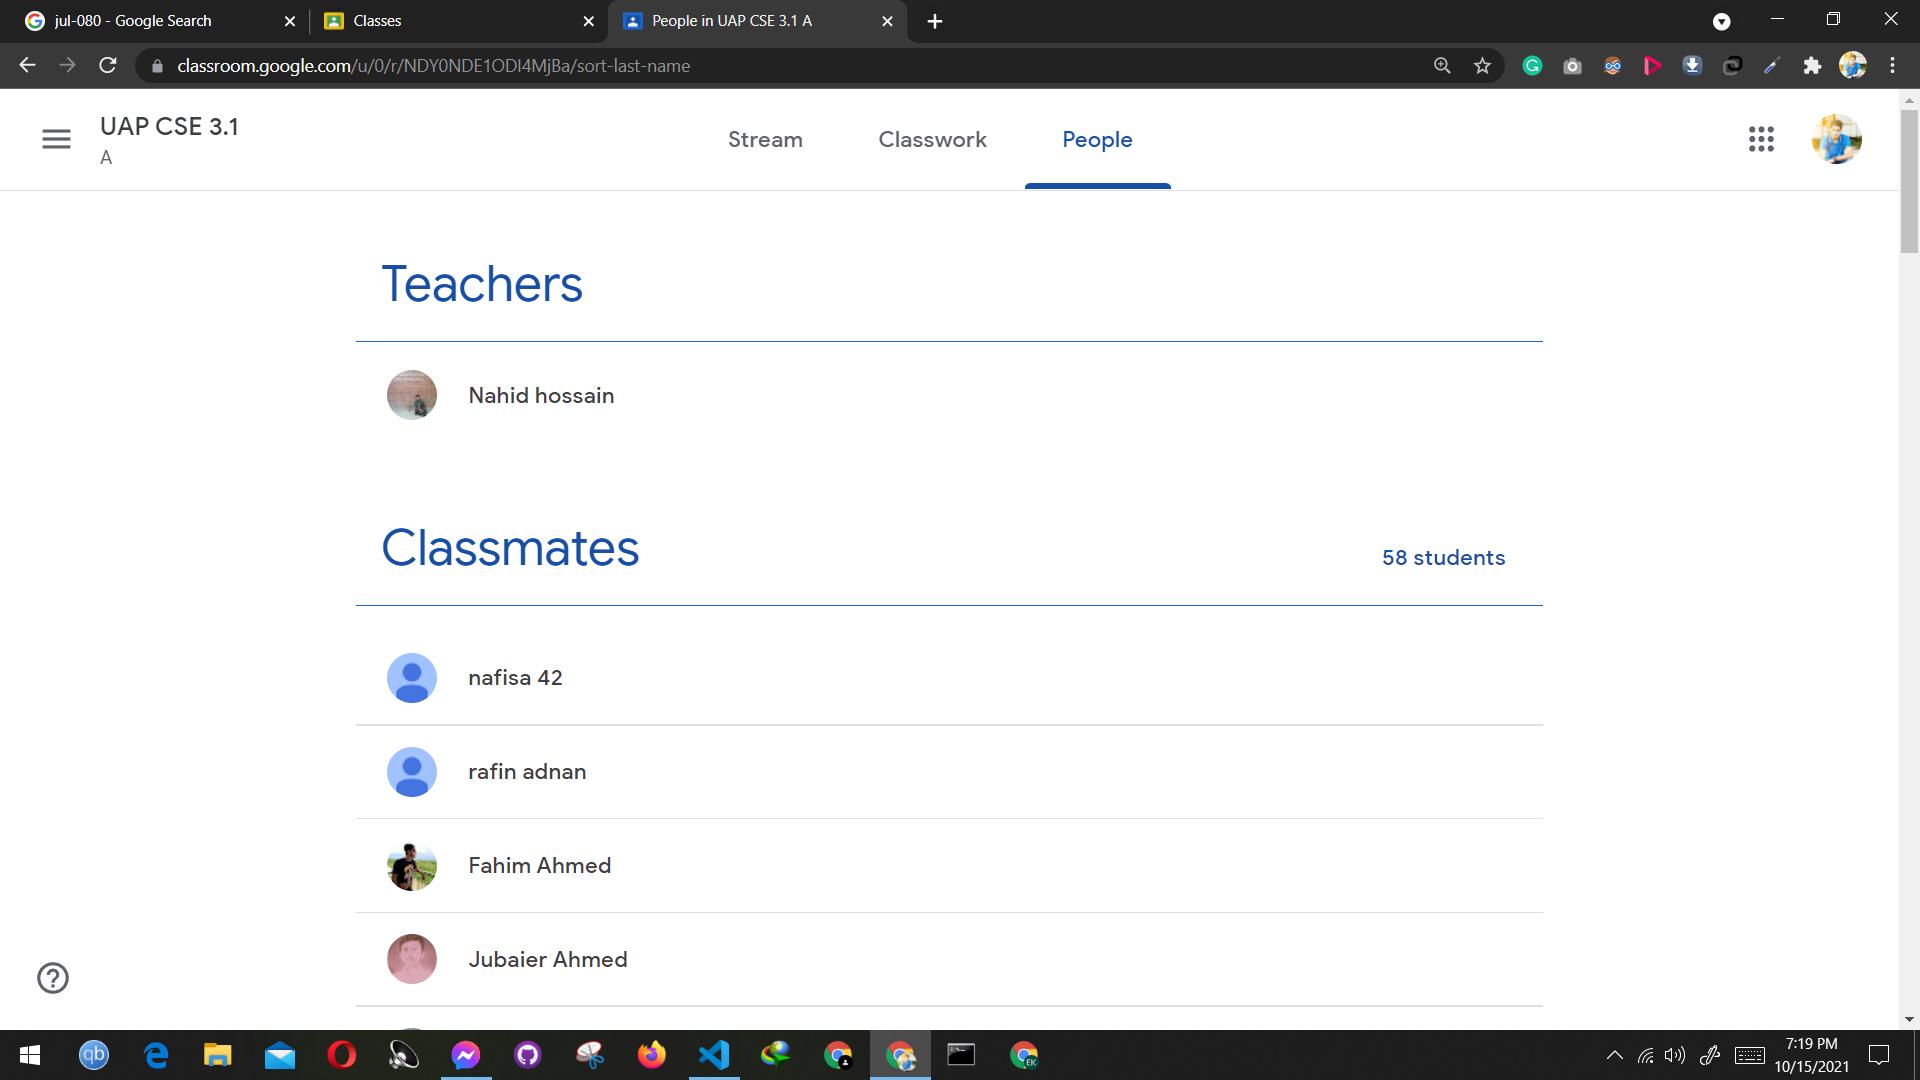 jul-080 - Google Search
Classes
People in UAP CSE 3.1 A
classroom.google.com/u/0/r/NDY0NDE1ODI4MjBa/sort-last-name
UAP CSE 3.1
A
Stream
Classwork
People
Teachers
Nahid hossain
Classmates
58 students
nafisa 42
rafin adnan
Fahim Ahmed
Jubaier Ahmed
qb
EK
7:19 PM
10/15/2021